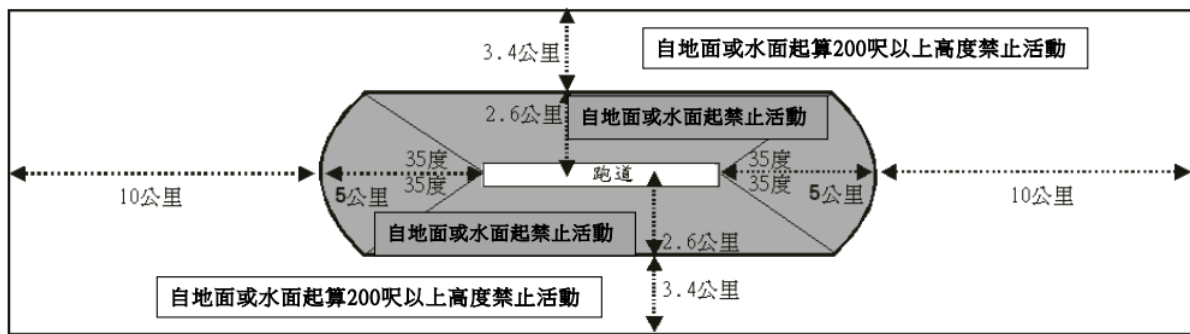 自地面或水面起算200呎以上高度禁止活動
3.4公里
2.6公里
自地面或水面起禁止活動
35度
35度
5公里
10公里
跑道
35度
35度
5公里
10公里
自地面或水面起禁止活動
2.6公里
自地面或水面起算200呎以上高度禁止活動
3.4公里